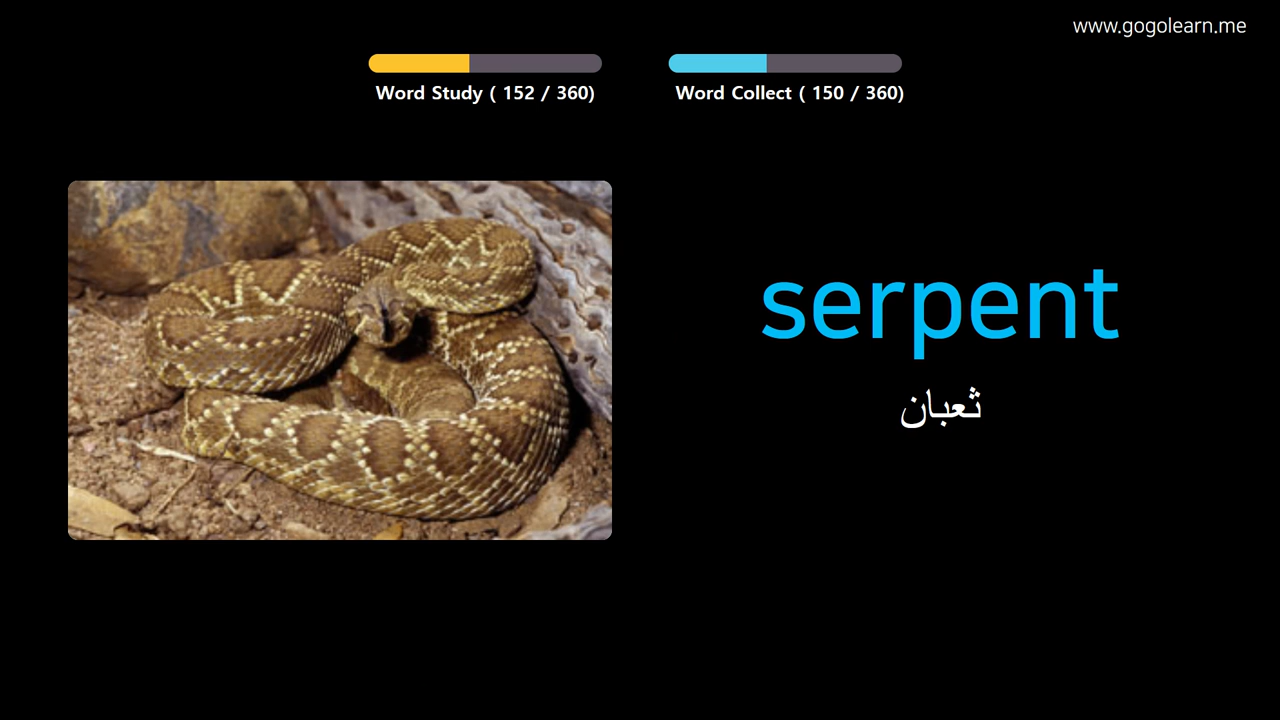 www.gogolearn.me
Word Study ( 152 / 360)
Word Collect ( 150 / 360)
serpent
ثعبان